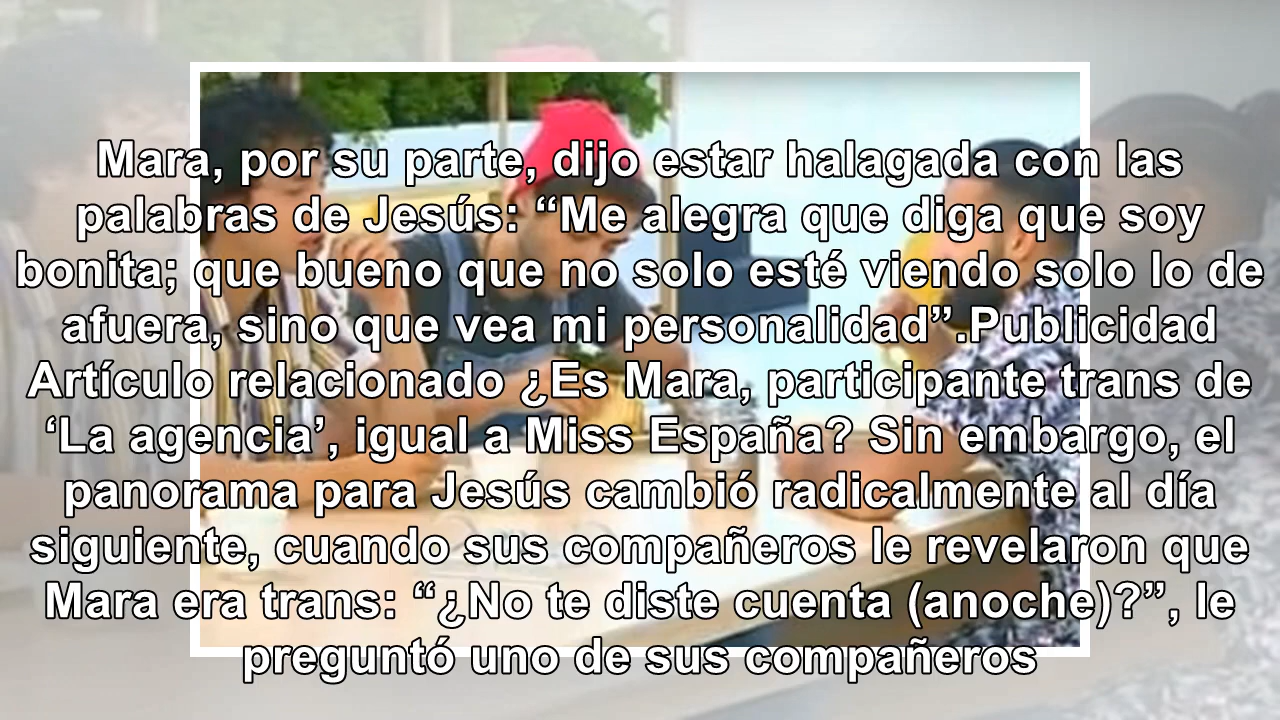 Mara, por su parte, dijo estar halagada con las
palabras de Jesús: “Me alegra que diga que soy
bonita; que bueno que no solo esté viendo solo lo de
afuera, sino que vea mi personalidad”.Publicidad
Artículo relacionado ¿Es Mara, participante trans de
‘La agencia’, igual a Miss España? Sin embargo, el
panorama para Jesús cambió radicalmente al día
siguiente, cuando sus compañeros le revelaron que
Mara era trans: “¿No te diste cuenta (anoche)?”, le
preguntó uno de sus compañeros